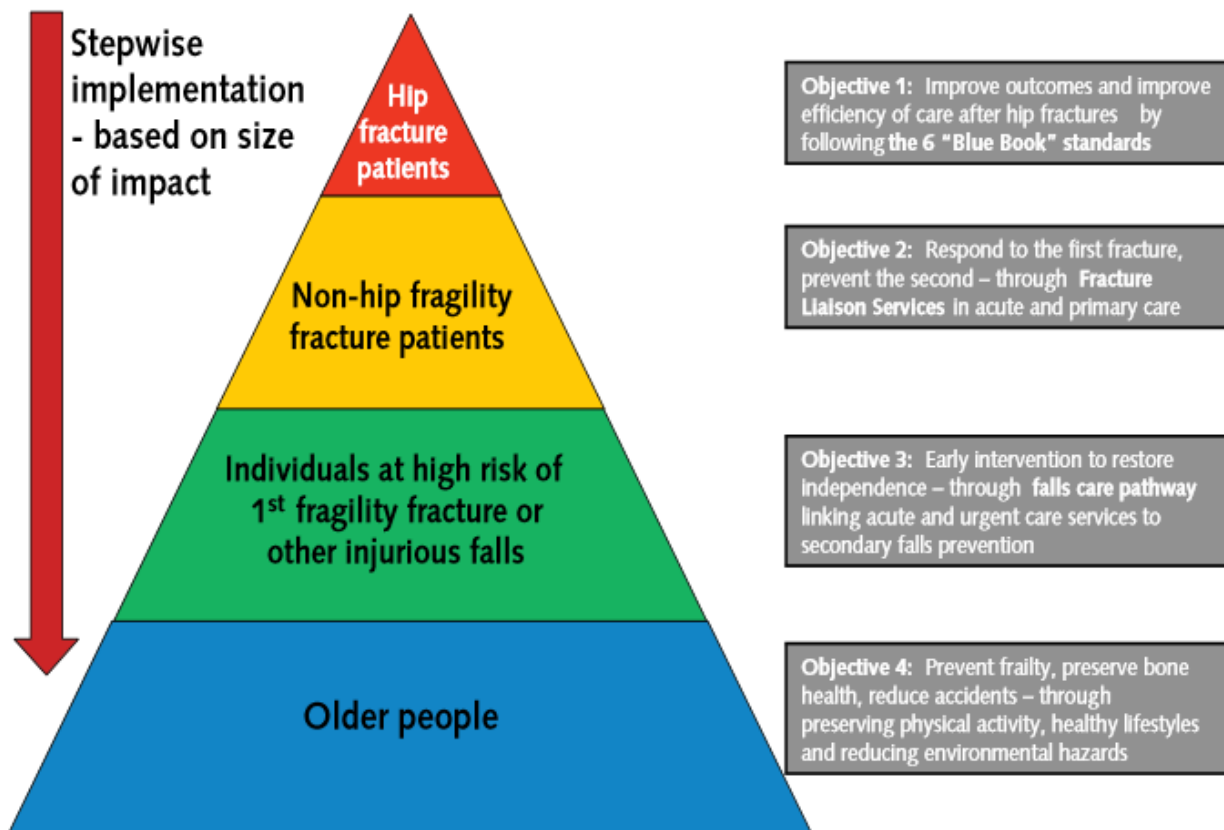 Stepwise
implementation
- based on size
of impact
Hip
fracture
patients
Non-hip fragility
fracture patients
Individuals at high risk of
1st fragility fracture or
other injurious falls
Older people
Objective 1: Improve outcomes and improve
efficiency of care after hip fractures by
following the 6 “Blue Book” standards
Objective 2: Respond to the first fracture,
prevent the second – through Fracture
Liaison Services in acute and primary care
Objective 3: Early intervention to restore
independence – through falls care pathway
linking acute and urgent care services to
secondary falls prevention
Objective 4: Prevent frailty, preserve bone
health, reduce accidents – through
preserving physical activity, healthy lifestyles
and reducing environmental hazards